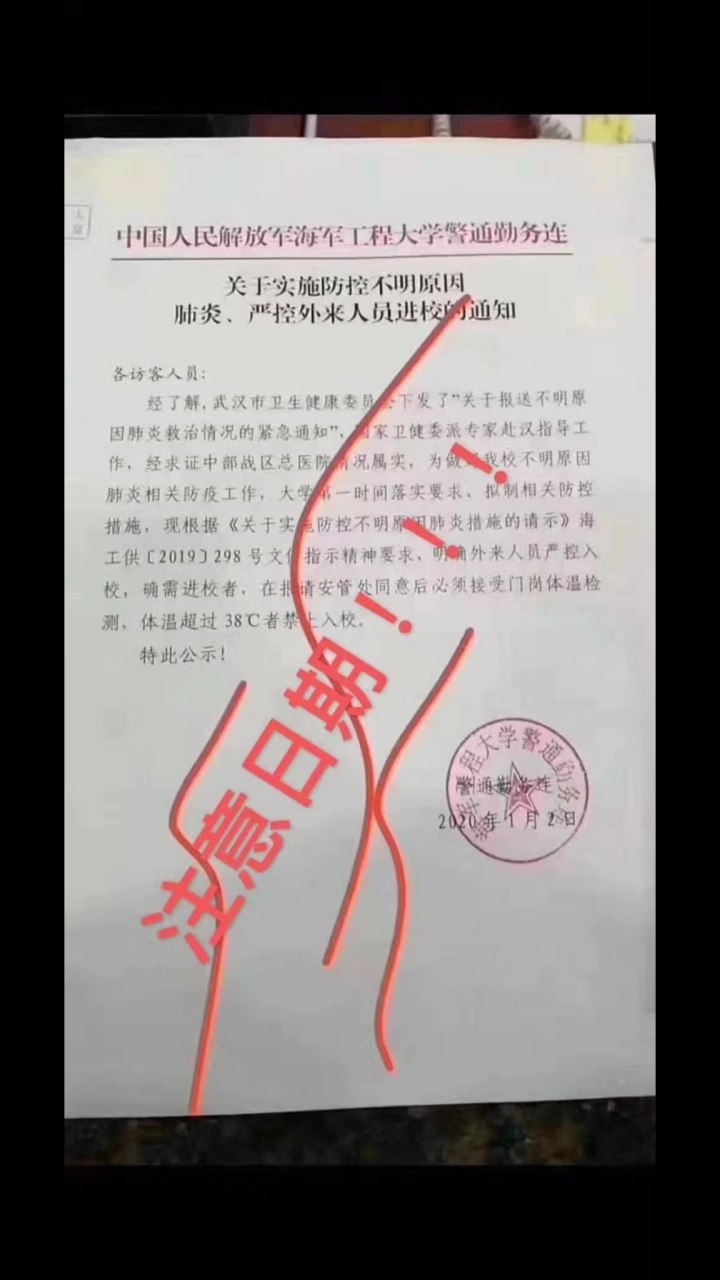 中国人民解放军海军工程大学警通勤务连
关于实施防控不明原因
肺炎、严控外来人员进校的通知
各访客人员:
经了解,武汉市卫生健康委员会下发了"关于报送不明原
因肺炎救治情况的紧急通知",国家卫健委派专家赴汉指导工
作、经求证中部战区总医院情况属实,为做好我校不明原因
肺炎相关防疫工作,大学第一时间落实要求、拟制相关防控
措施,现根据《关于实施防控不明原因肺炎措施的请示》海
工供〔2019〕298号文件指示精神要求,明确外来人员严控入
校,确需进校者,在报请安管处同意后必须接受门岗体温检
测、体温超过38℃者禁止入校。
特此公示!
警通勤务连
2020年1月2日
注意日期!!!!